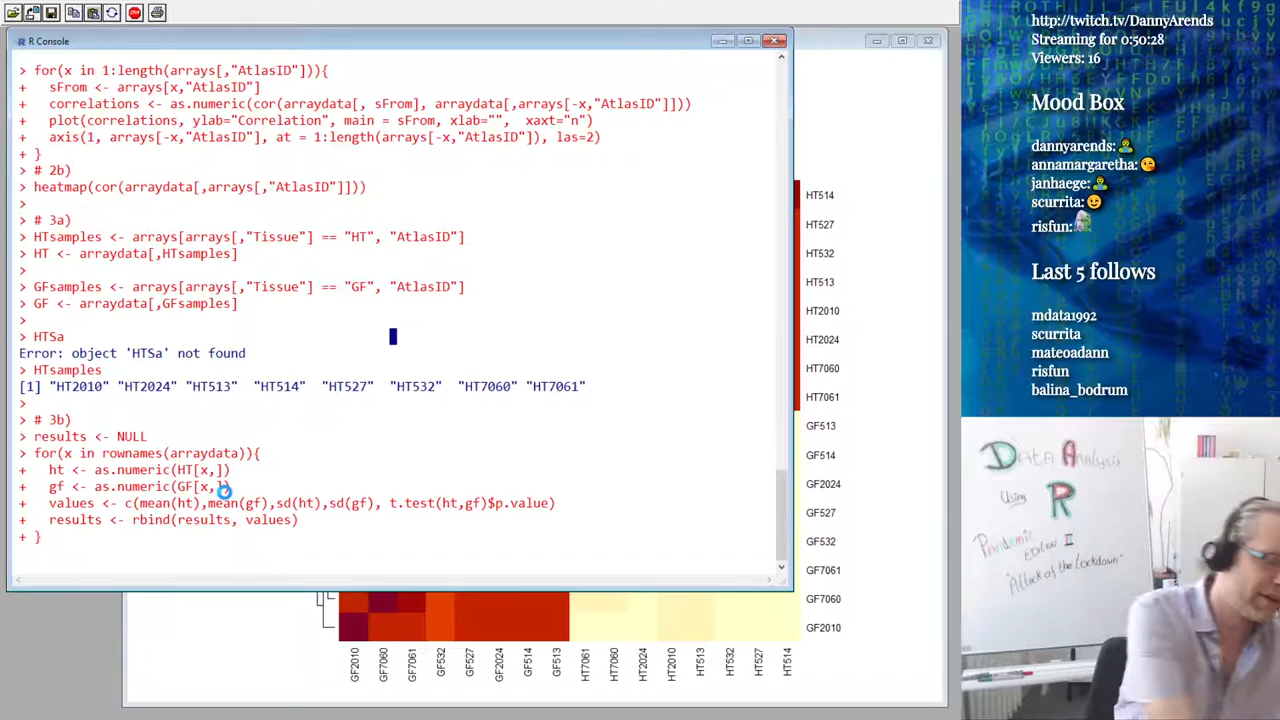 R R Console
> for(x in 1:length(arrays[,"AtlasID"])){
+   sFrom <- arrays[x,"AtlasID"]
+   correlations <- as.numeric(cor(arraydata[, sFrom], arraydata[,arrays[-x,"AtlasID"]]))
+   plot(correlations, ylab="Correlation", main = sFrom, xlab="",  xaxt="n")
+   axis(1, arrays[-x,"AtlasID"], at = 1:length(arrays[-x,"AtlasID"]), las=2)
+ }
> # 2b)
> heatmap(cor(arraydata[,arrays[,"AtlasID"]]))
>
> # 3a)
> HTsamples <- arrays[arrays[,"Tissue"] == "HT", "AtlasID"]
> HT <- arraydata[,HTsamples]
>
> GFsamples <- arrays[arrays[,"Tissue"] == "GF", "AtlasID"]
> GF <- arraydata[,GFsamples]
>
> HTSa
Error: object 'HTSa' not found
> HTsamples
[1] "HT2010" "HT2024" "HT513"  "HT514"  "HT527"  "HT532"  "HT7060" "HT7061"
>
> # 3b)
> results <- NULL
> for(x in rownames(arraydata)){
+   ht <- as.numeric(HT[x,])
+   gf <- as.numeric(GF[x,])
+   values <- c(mean(ht),mean(gf),sd(ht),sd(gf), t.test(ht,gf)$p.value)
+   results <- rbind(results, values)
+ }
HT514
HT527
HT532
HT513
HT2010
HT2024
HT7060
HT7061
GF513
GF514
GF2024
GF527
GF532
GF7061
GF7060
GF2010
GF2010 GF7060 GF7061 GF532 GF527 GF2024 GF514 GF513 HT7061 HT7060 HT2024 HT2010 HT513 HT532 HT527 HT514
http://twitch.tv/DannyArends
Streaming for 0:50:28
Viewers: 16
Mood Box
dannyarends:
annamargaretha:
janhaege:
scurrita:
risfun:
Last 5 follows
mdata1992
scurrita
mateoadann
risfun
balina_bodrum
DATA ANALYSIS
Using R
Pandemic
Edition II
"Attack of the Lockdown"